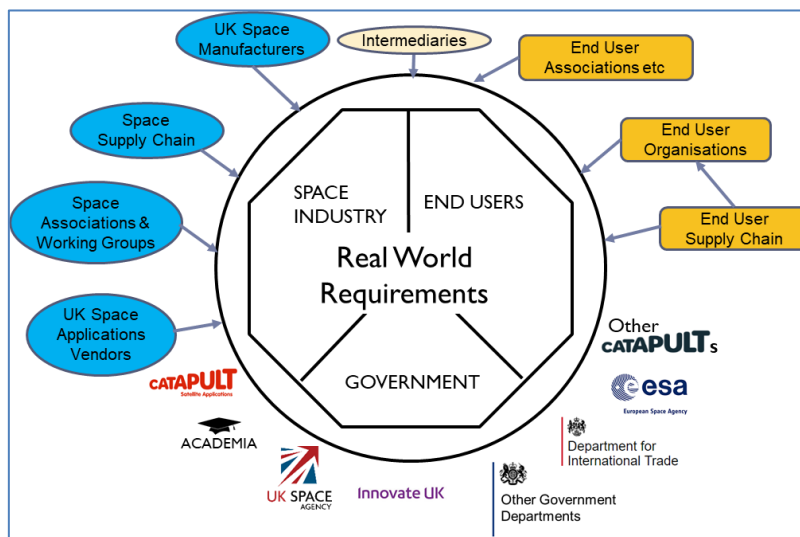 UK Space
Manufacturers
Intermediaries
End User
Associations etc
Space
Supply Chain
End User
Organisations
SPACE
INDUSTRY
END USERS
Space
Associations &
Working Groups
End User
Supply Chain
Real World
Requirements
UK Space
Applications
Vendors
Other
CATAPULTs
GOVERNMENT
CATAPULT
Satellite Applications
esa
European Space Agency
ACADEMIA
Department for
International Trade
UK SPACE
AGENCY
Innovate UK
Other Government
Departments